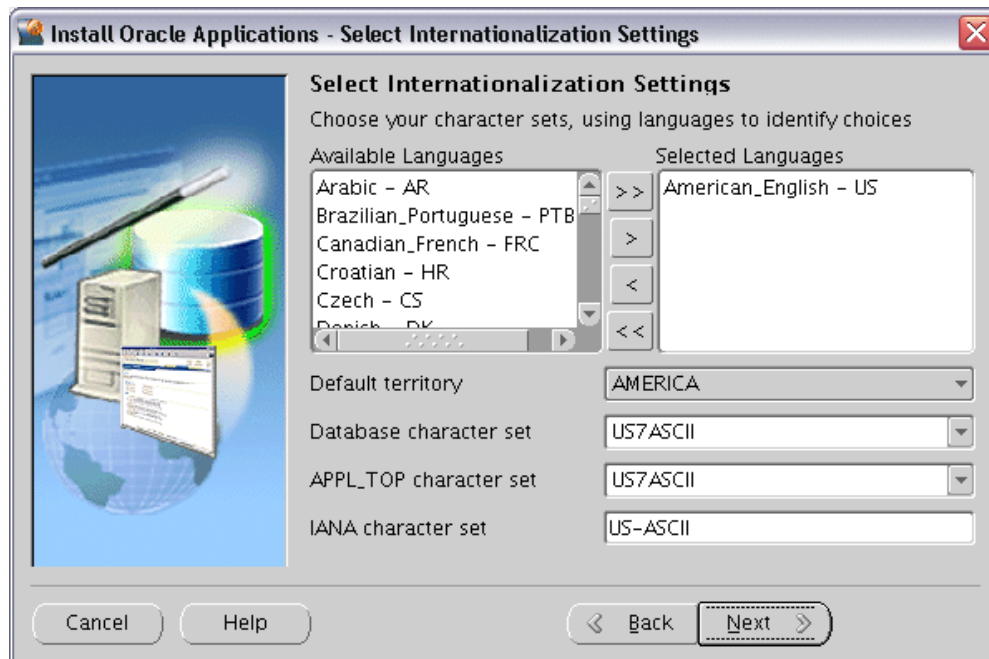 Install Oracle Applications - Select Internationalization Settings
Select Internationalization Settings
Choose your character sets, using languages to identify choices
Available Languages
Selected Languages
Arabic – AR
Brazilian_Portuguese – PTB
Canadian_French – FRC
Croatian – HR
Czech – CS
Danish – DK
>>
>
<
<<
American_English – US
Default territory
AMERICA
Database character set
US7ASCII
APPL_TOP character set
US7ASCII
IANA character set
US-ASCII
Cancel
Help
Back
Next